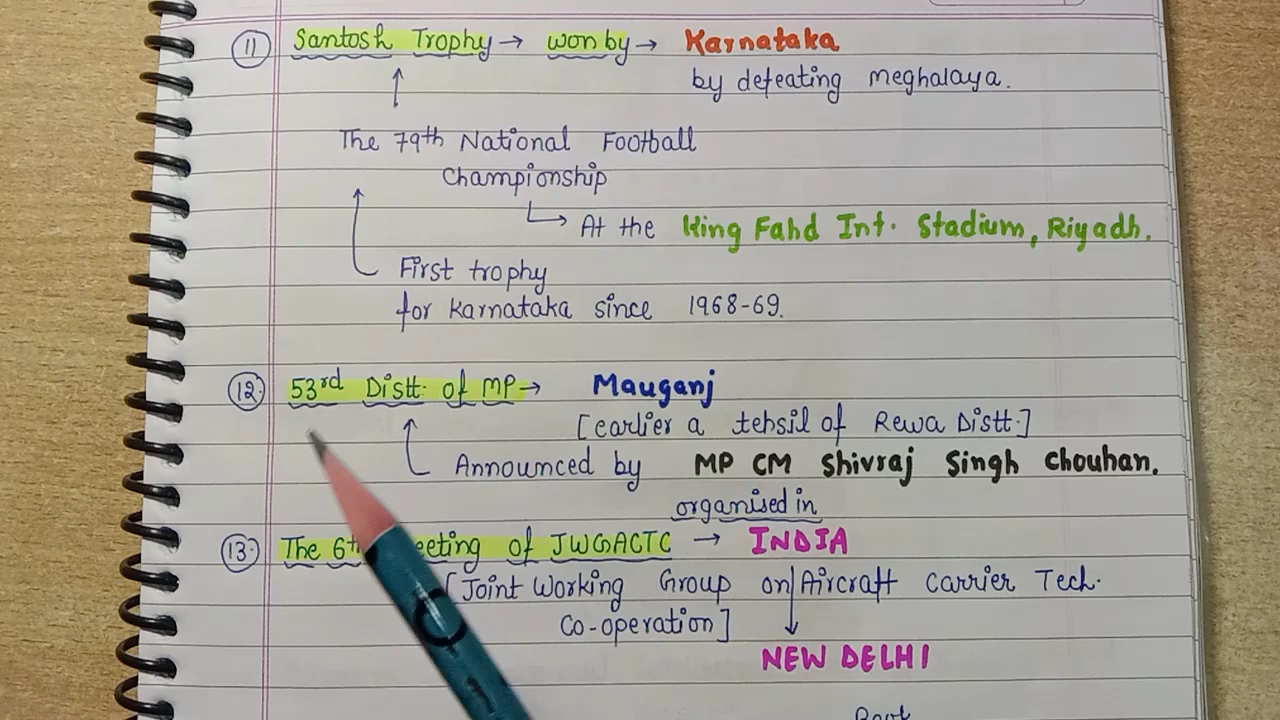 11 Santosh Trophy → won by → Karnataka
by defeating meghalaya.
The 79th National Football
Championship
→ At the King Fahd Int. Stadium, Riyadh.
First trophy
for Karnataka since 1968-69.
12. 53rd Distt. of MP → Mauganj
[earlier a tehsil of Rewa Distt.]
Announced by MP CM Shivraj Singh Chouhan.
organised in
13. The 6th eeting of JWGACTC → INDIA
[Joint Working Group on Aircraft Carrier Tech.
Co-operation]
NEW DELHI